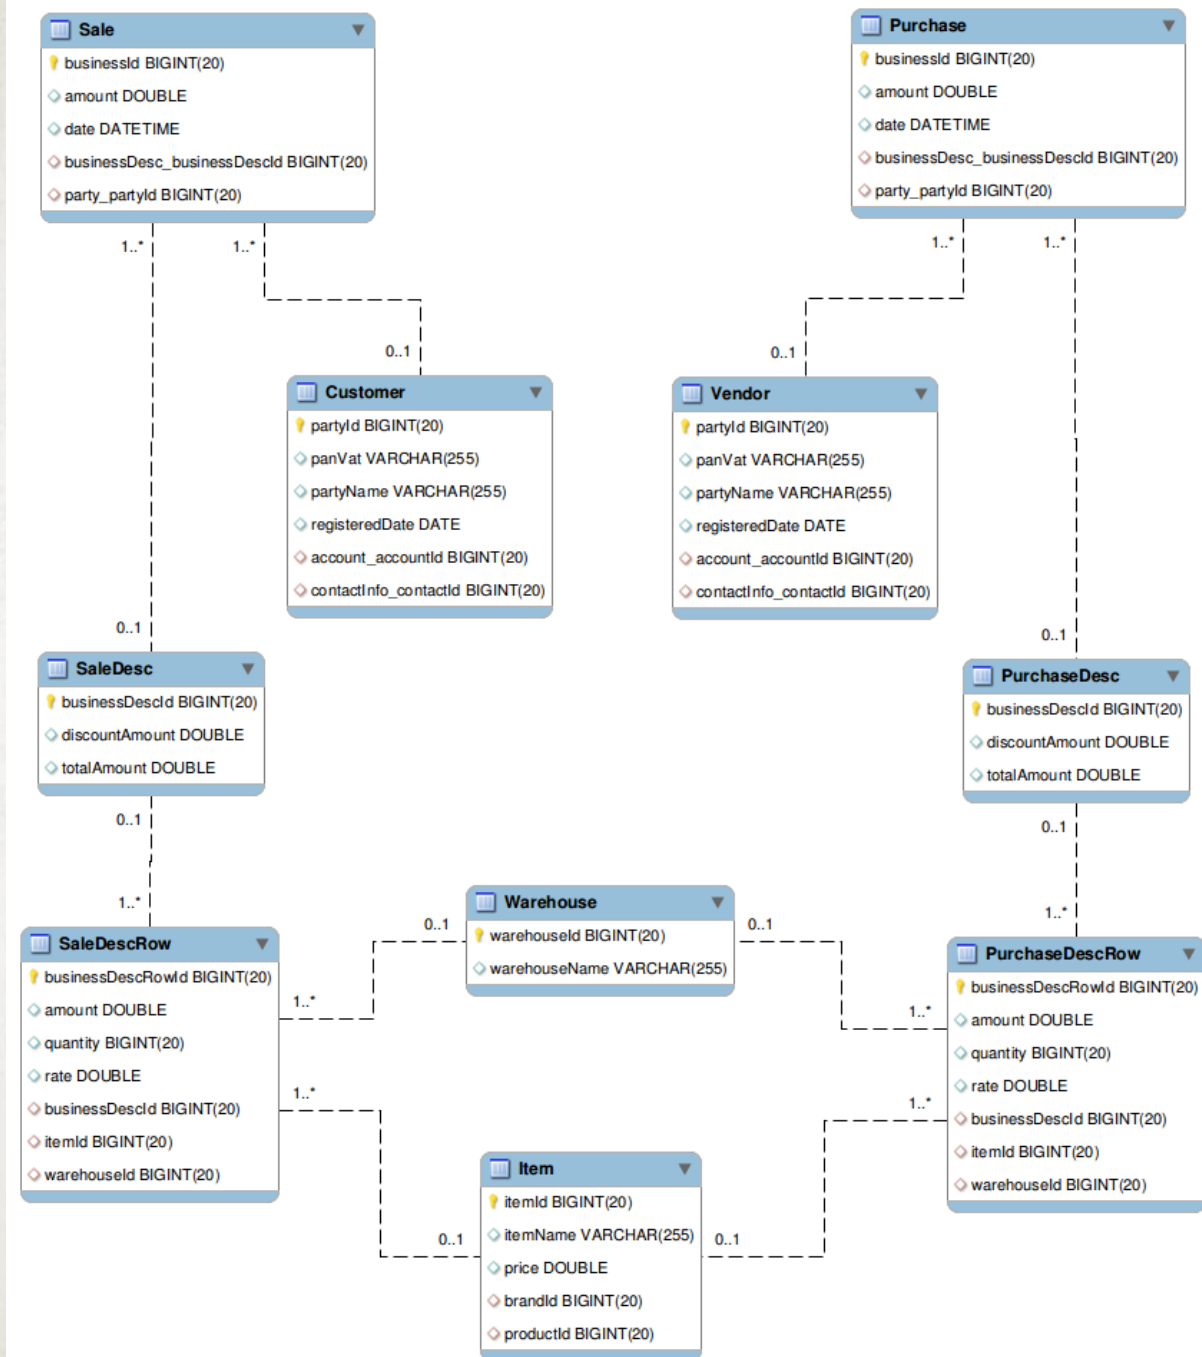 Sale
businessId BIGINT(20)
amount DOUBLE
date DATETIME
businessDesc_businessDescId BIGINT(20)
party_partyId BIGINT(20)
Purchase
businessId BIGINT(20)
amount DOUBLE
date DATETIME
businessDesc_businessDescId BIGINT(20)
party_partyId BIGINT(20)
1..*
1..*
1..*
1..*
0..1
0..1
Customer
partyId BIGINT(20)
panVat VARCHAR(255)
partyName VARCHAR(255)
registeredDate DATE
account_accountId BIGINT(20)
contactInfo_contactId BIGINT(20)
Vendor
partyId BIGINT(20)
panVat VARCHAR(255)
partyName VARCHAR(255)
registeredDate DATE
account_accountId BIGINT(20)
contactInfo_contactId BIGINT(20)
0..1
0..1
SaleDesc
businessDescId BIGINT(20)
discountAmount DOUBLE
totalAmount DOUBLE
PurchaseDesc
businessDescId BIGINT(20)
discountAmount DOUBLE
totalAmount DOUBLE
0..1
0..1
1..*
1..*
Warehouse
warehouseId BIGINT(20)
warehouseName VARCHAR(255)
0..1
0..1
SaleDescRow
businessDescRowId BIGINT(20)
amount DOUBLE
quantity BIGINT(20)
rate DOUBLE
businessDescId BIGINT(20)
itemId BIGINT(20)
warehouseId BIGINT(20)
PurchaseDescRow
businessDescRowId BIGINT(20)
amount DOUBLE
quantity BIGINT(20)
rate DOUBLE
businessDescId BIGINT(20)
itemId BIGINT(20)
warehouseId BIGINT(20)
1..*
1..*
1..*
1..*
Item
itemId BIGINT(20)
itemName VARCHAR(255)
price DOUBLE
brandId BIGINT(20)
productId BIGINT(20)
0..1
0..1